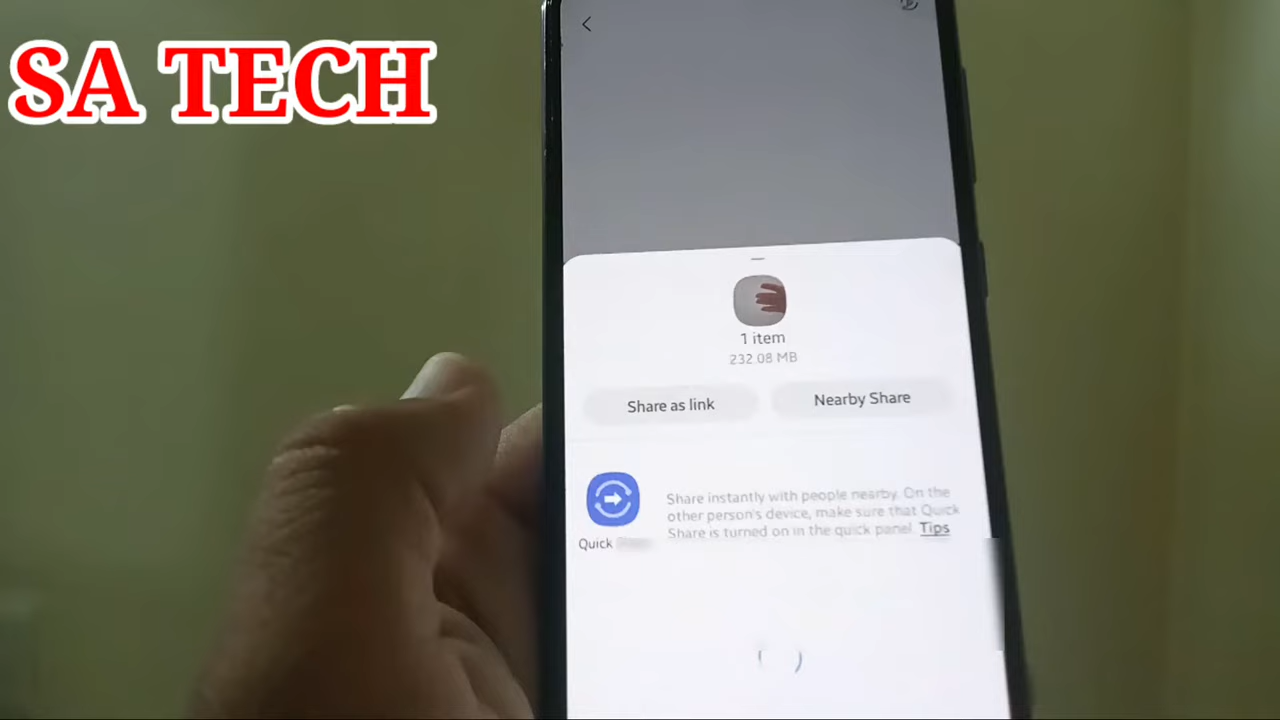 SA TECH
1 item
232.08 MB
Share as link
Nearby Share
Share instantly with people nearby. On the
other person's device, make sure that Quick
Share is turned on in the quick panel. Tips
Quick